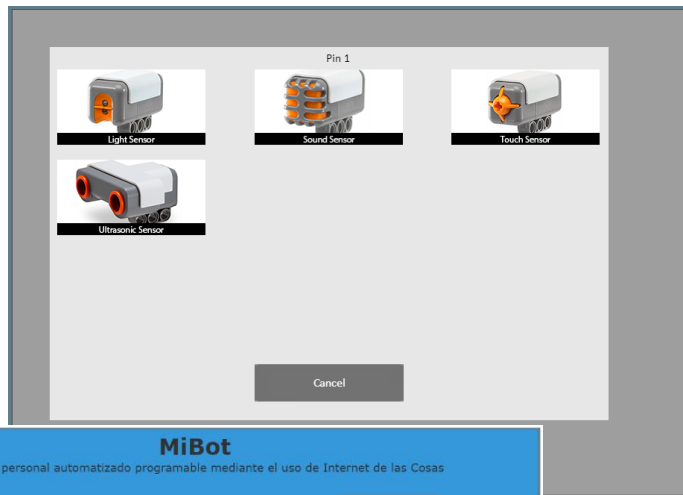 Pin 1
Light Sensor
Sound Sensor
Touch Sensor
Ultrasonic Sensor
Cancel
MiBot
personal automatizado programable mediante el uso de Internet de las Cosas